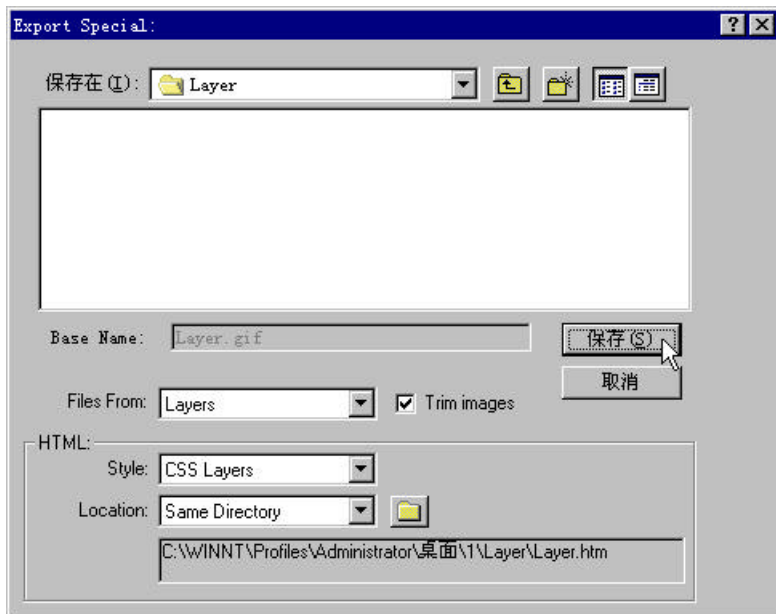 Export Special:
保存在(I): Layer
Base Name: Layer.gif
保存(S)
取消
Files From: Layers Trim images
HTML:
Style: CSS Layers
Location: Same Directory
C:\WINNT\Profiles\Administrator\桌面\1\Layer\Layer.htm